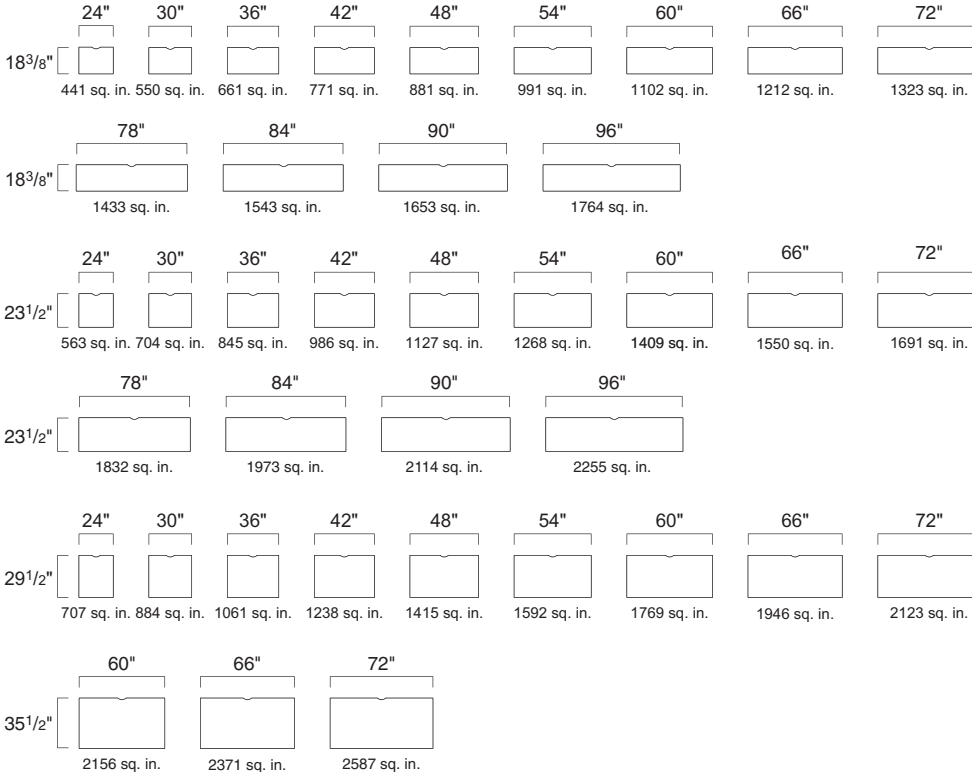 24" 30" 36" 42" 48" 54" 60" 66" 72"
18 3/8"
441 sq. in. 550 sq. in. 661 sq. in. 771 sq. in. 881 sq. in. 991 sq. in. 1102 sq. in. 1212 sq. in. 1323 sq. in.
78" 84" 90" 96"
18 3/8"
1433 sq. in. 1543 sq. in. 1653 sq. in. 1764 sq. in.
24" 30" 36" 42" 48" 54" 60" 66" 72"
23 1/2"
563 sq. in. 704 sq. in. 845 sq. in. 986 sq. in. 1127 sq. in. 1268 sq. in. 1409 sq. in. 1550 sq. in. 1691 sq. in.
78" 84" 90" 96"
23 1/2"
1832 sq. in. 1973 sq. in. 2114 sq. in. 2255 sq. in.
24" 30" 36" 42" 48" 54" 60" 66" 72"
29 1/2"
707 sq. in. 884 sq. in. 1061 sq. in. 1238 sq. in. 1415 sq. in. 1592 sq. in. 1769 sq. in. 1946 sq. in. 2123 sq. in.
60" 66" 72"
35 1/2"
2156 sq. in. 2371 sq. in. 2587 sq. in.